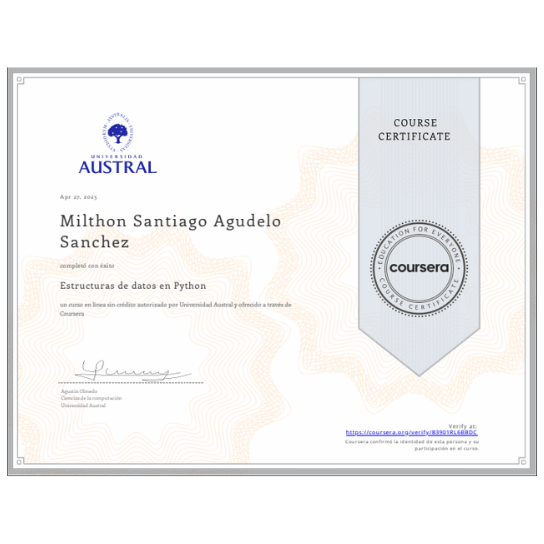 COURSE
CERTIFICATE
UNIVERSIDAD
AUSTRAL
EDUCATION FOR EVERYONE
coursera
COURSE CERTIFICATE
Apr 27, 2025
Milthon Santiago Agudelo
Sanchez
completó con éxito
Estructuras de datos en Python
un curso en línea sin crédito autorizado por Universidad Austral y ofrecido a través de
Coursera
Agustín Olmedo
Ciencias de la computación
Universidad Austral
Verify at:
https://coursera.org/verify/
Coursera confirmó la identidad de esta persona y su
participación en el curso.